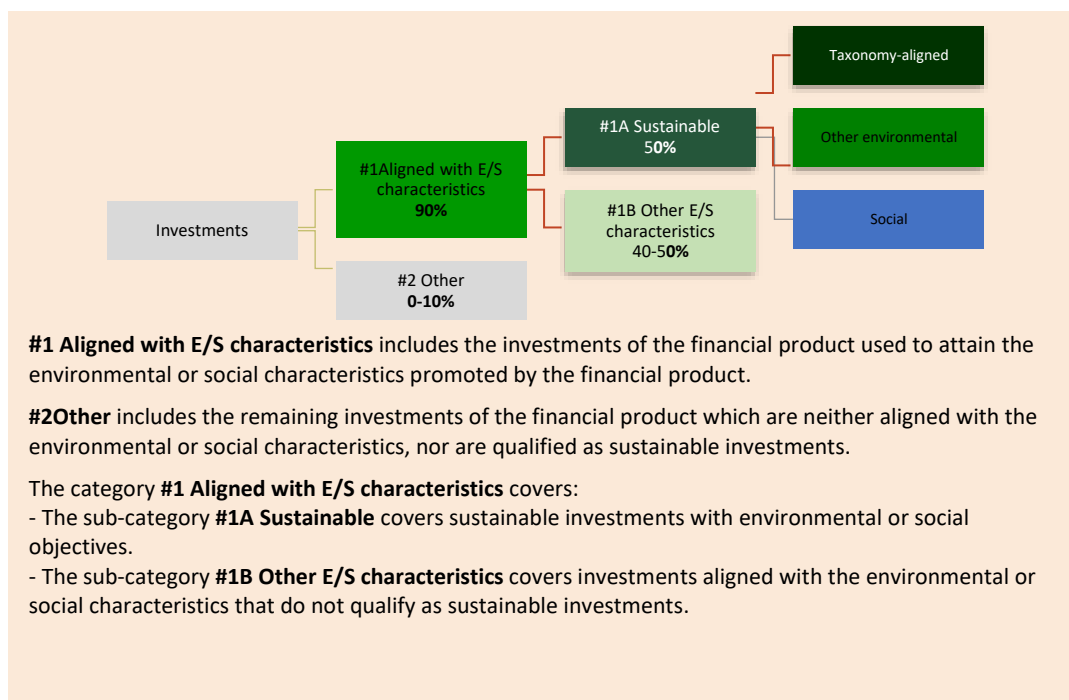 Taxonomy-aligned
#1A Sustainable
50%
Other environmental
#1Aligned with E/S
characteristics
90%
#1B Other E/S
characteristics
40-50%
Social
Investments
#2 Other
0-10%
#1 Aligned with E/S characteristics includes the investments of the financial product used to attain the
environmental or social characteristics promoted by the financial product.
#2Other includes the remaining investments of the financial product which are neither aligned with the
environmental or social characteristics, nor are qualified as sustainable investments.
The category #1 Aligned with E/S characteristics covers:
- The sub-category #1A Sustainable covers sustainable investments with environmental or social
objectives.
- The sub-category #1B Other E/S characteristics covers investments aligned with the environmental or
social characteristics that do not qualify as sustainable investments.